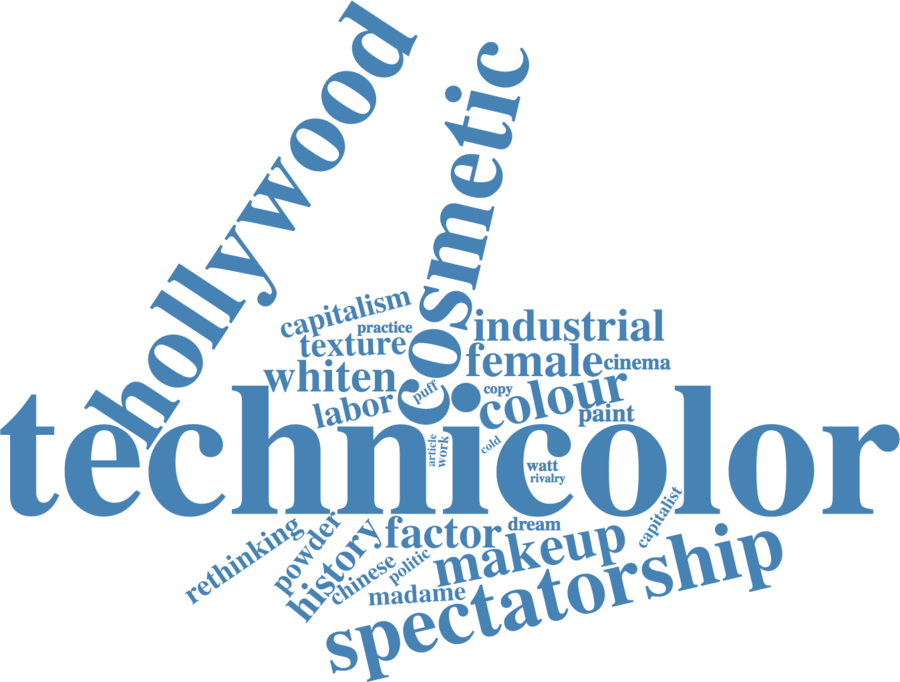 hollywood
cosmetic
capitalism
practice
texture
industrial
whiten
female
cinema
puff
copy
labor
colour
paint
technicolor
article
work
cold
watt
rivalry
rethinking
powder
history
factor
dream
capitalist
chinese
politic
makeup
madame
spectatorship